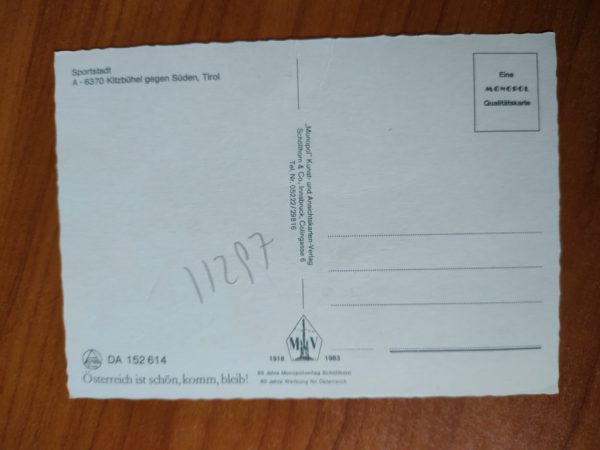 Sportstadt
A - 6370 Kitzbühel gegen Süden, Tirol
Eine
MONOPOL
Qualitätskarte
„Monopol" Kunst- und Ansichtskarten-Verlag
Schöllhorn & Co., Innsbruck, Colingasse 6
Tel. Nr. 05222/29816
11297
DA 152 614
Österreich ist schön, komm, bleib!
1918 M V 1983
65 Jahre Monopolverlag Schöllhorn
60 Jahre Werbung für Österreich